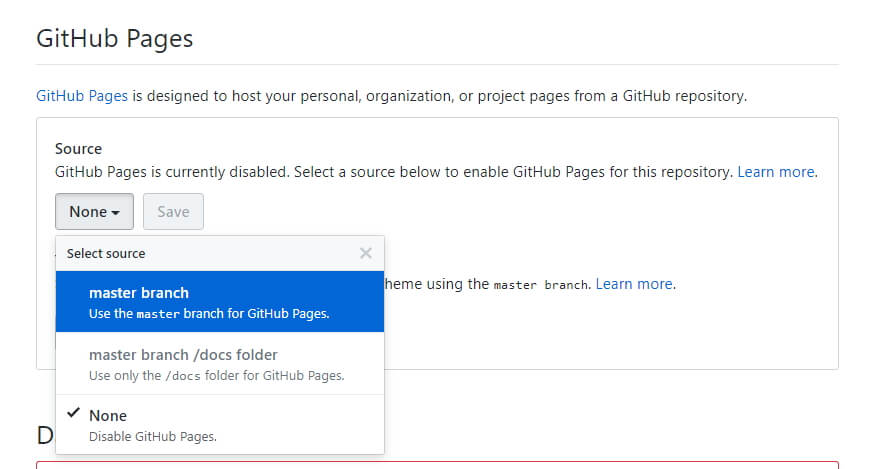 GitHub Pages
GitHub Pages is designed to host your personal, organization, or project pages from a GitHub repository.
Source
GitHub Pages is currently disabled. Select a source below to enable GitHub Pages for this repository. Learn more.
None
Save
Select source
heme using the master branch. Learn more.
master branch
Use the master branch for GitHub Pages.
master branch /docs folder
Use only the /docs folder for GitHub Pages.
None
Disable GitHub Pages.
D